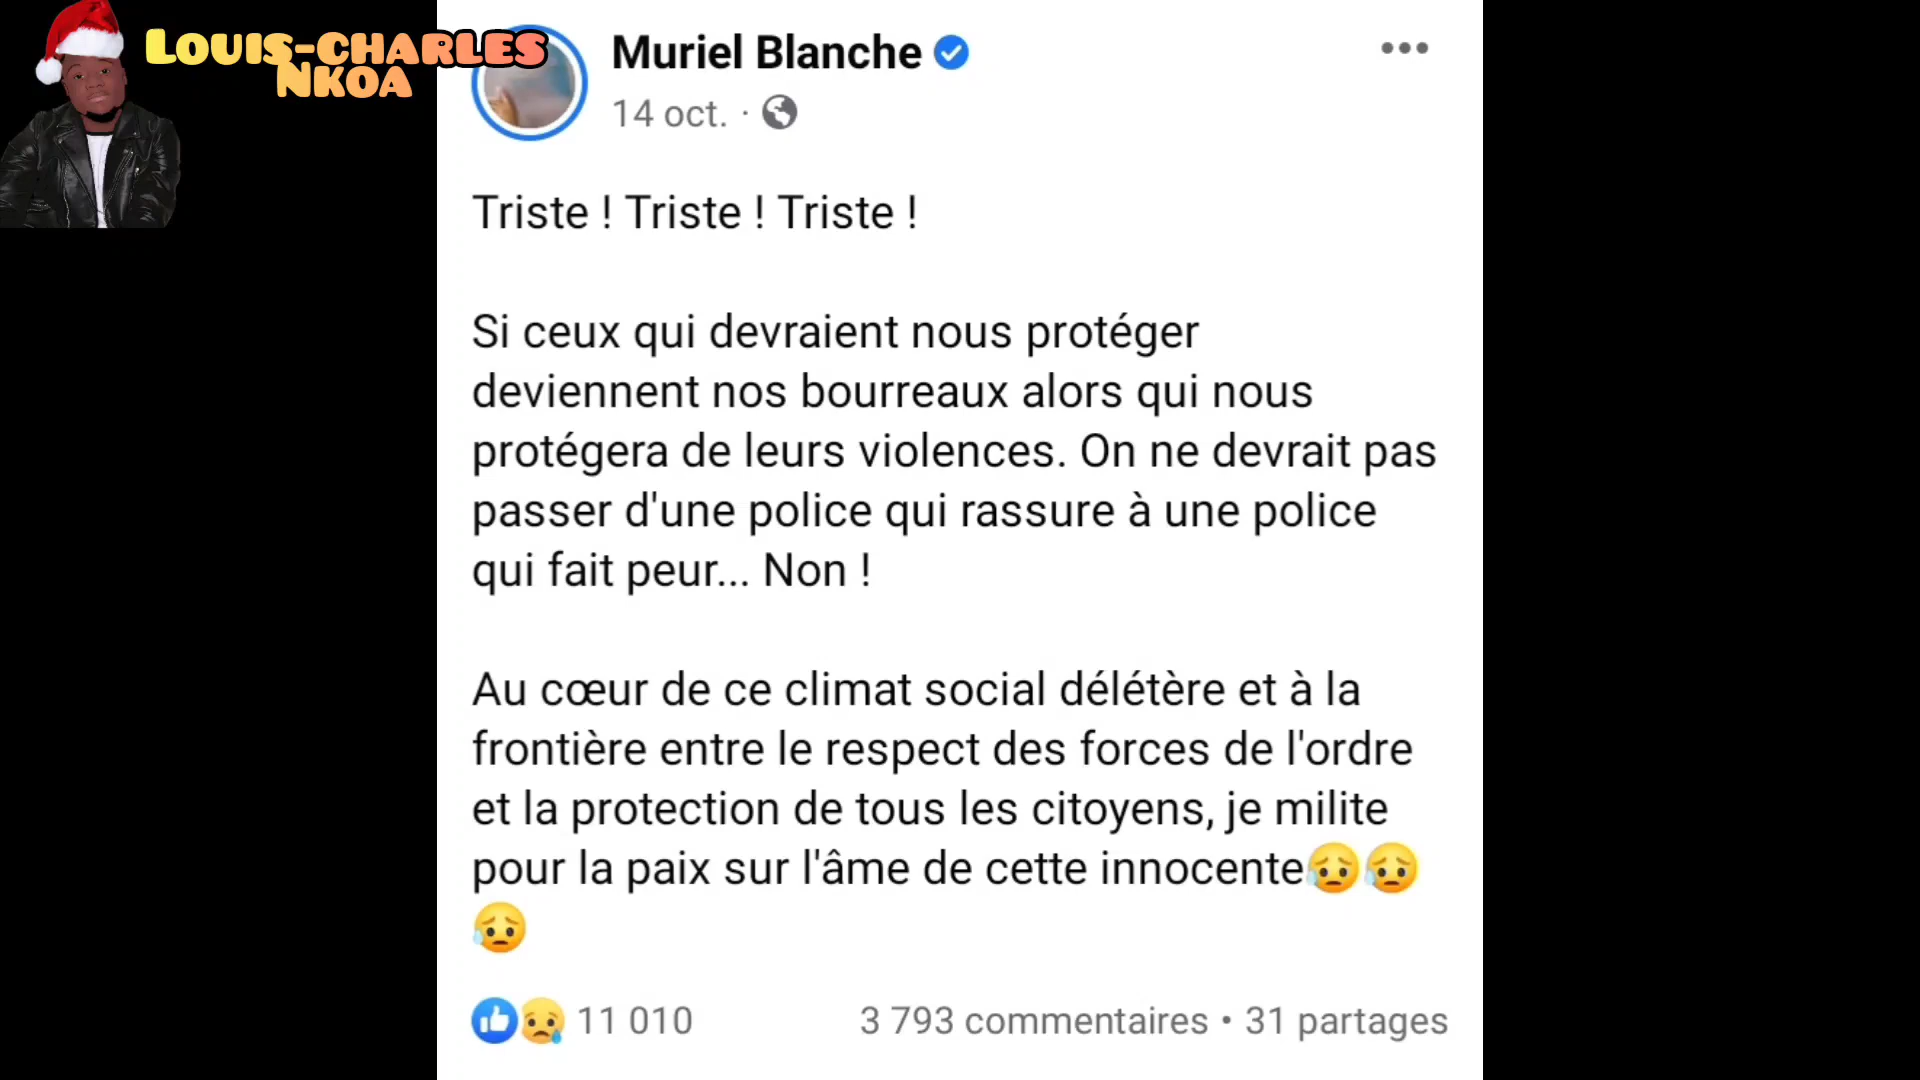 LOUIS-CHARLES
NKOA
Muriel Blanche
14 oct. ·
Triste ! Triste ! Triste !
Si ceux qui devraient nous protéger
deviennent nos bourreaux alors qui nous
protégera de leurs violences. On ne devrait pas
passer d'une police qui rassure à une police
qui fait peur... Non !
Au cœur de ce climat social délétère et à la
frontière entre le respect des forces de l'ordre
et la protection de tous les citoyens, je milite
pour la paix sur l'âme de cette innocente😥😥
😥
11 010
3 793 commentaires • 31 partages